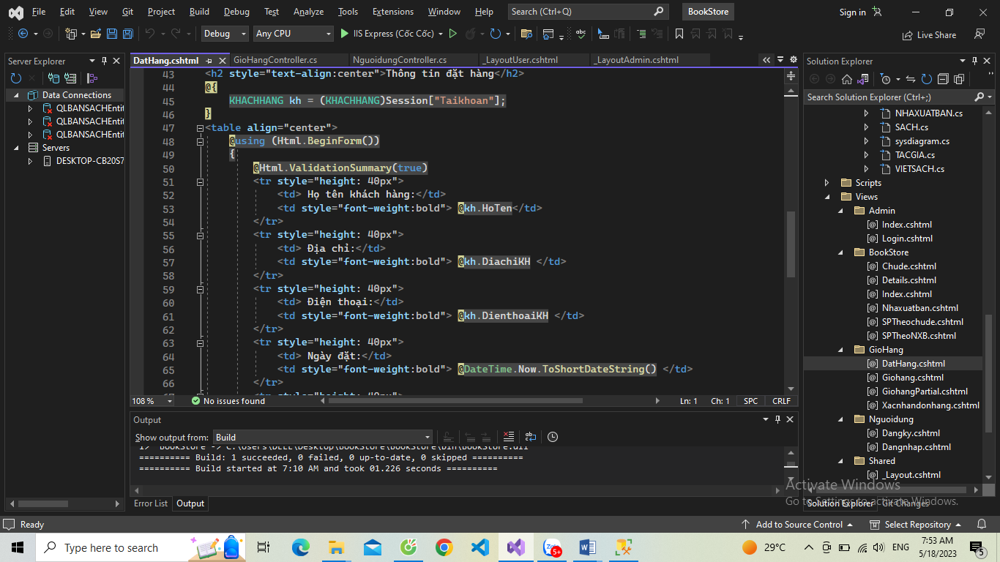 File Edit View Git Project Build Debug Test Analyze Tools Extensions Window Help Search (Ctrl+Q) BookStore Sign in
Debug Any CPU IIS Express (Cốc Cốc) Live Share
Server Explorer
Data Connections
QLBANSACHEntit
QLBANSACHEntit
QLBANSACHEntit
Servers
DESKTOP-CB20S7
DatHang.cshtml GioHangController.cs NguoidungController.cs _LayoutUser.cshtml _LayoutAdmin.cshtml
43 <h2 style="text-align:center">Thông tin đặt hàng</h2>
44 @{
45 KHACHHANG kh = (KHACHHANG)Session["Taikhoan"];
46 }
47 <table align="center">
48 @using (Html.BeginForm())
49 {
50 @Html.ValidationSummary(true)
51 <tr style="height: 40px">
52 <td> Họ tên khách hàng:</td>
53 <td style="font-weight:bold"> @kh.HoTen</td>
54 </tr>
55 <tr style="height: 40px">
56 <td> Địa chỉ:</td>
57 <td style="font-weight:bold"> @kh.DiachiKH </td>
58 </tr>
59 <tr style="height: 40px">
60 <td> Điện thoại:</td>
61 <td style="font-weight:bold"> @kh.DienthoaiKH </td>
62 </tr>
63 <tr style="height: 40px">
64 <td> Ngày đặt:</td>
65 <td style="font-weight:bold"> @DateTime.Now.ToShortDateString() </td>
66 </tr>
108 % No issues found Ln: 1 Ch: 1 SPC CRLF
Output
Show output from: Build
1> BookStore -> C:\Users\DELL\Desktop\BookStore\BookStore\bin\BookStore.dll
========== Build: 1 succeeded, 0 failed, 0 up-to-date, 0 skipped ==========
========== Build started at 7:10 AM and took 01.226 seconds ==========
Error List Output
Solution Explorer
Search Solution Explorer (Ctrl+;)
NHAXUATBAN.cs
SACH.cs
sysdiagram.cs
TACGIA.cs
VIETSACH.cs
Scripts
Views
Admin
Index.cshtml
Login.cshtml
BookStore
Chude.cshtml
Details.cshtml
Index.cshtml
Nhaxuatban.cshtml
SPTheochude.cshtml
SPTheoNXB.cshtml
GioHang
DatHang.cshtml
Giohang.cshtml
GiohangPartial.cshtml
Xacnhandonhang.cshtml
Nguoidung
Dangky.cshtml
Dangnhap.cshtml
Shared
_Layout.cshtml
Solution Explorer Git Changes
Activate Windows
Go to Settings to activate Windows.
Ready Add to Source Control Select Repository
Type here to search 5+ 29°C ENG 7:53 AM
5/18/2023 5